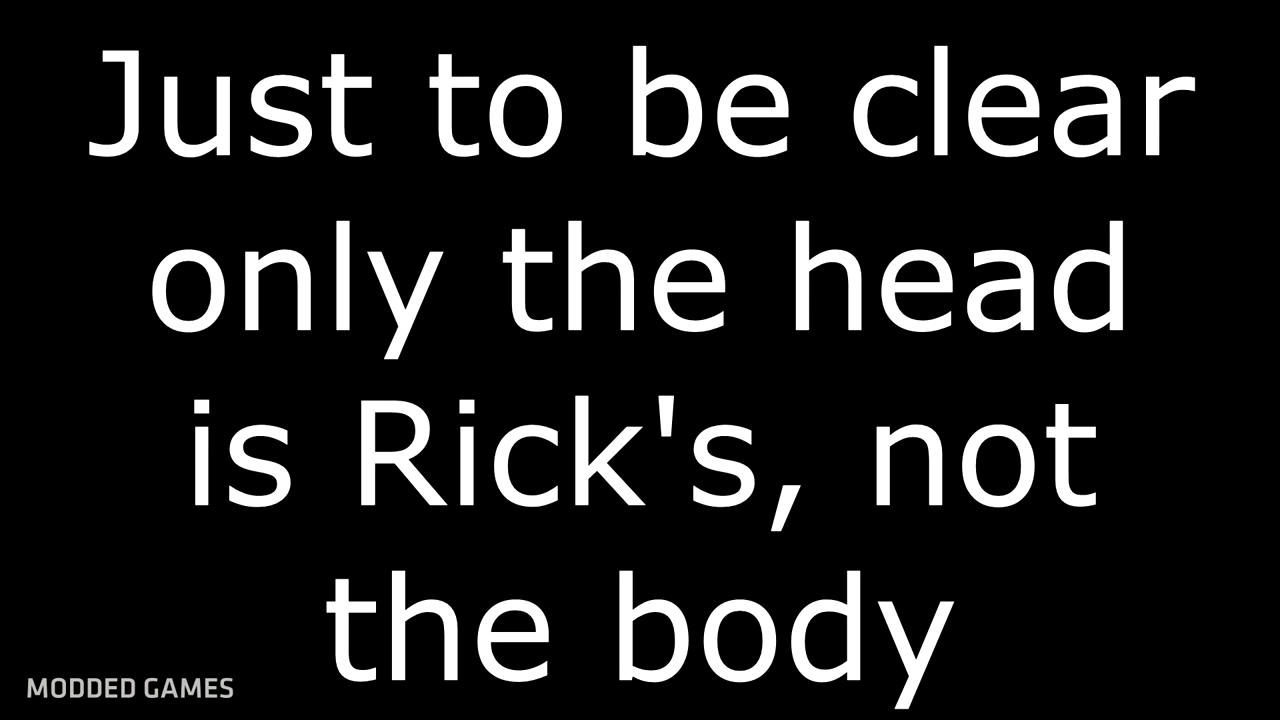 Just to be clear
only the head
is Rick's, not
the body
MODDED GAMES